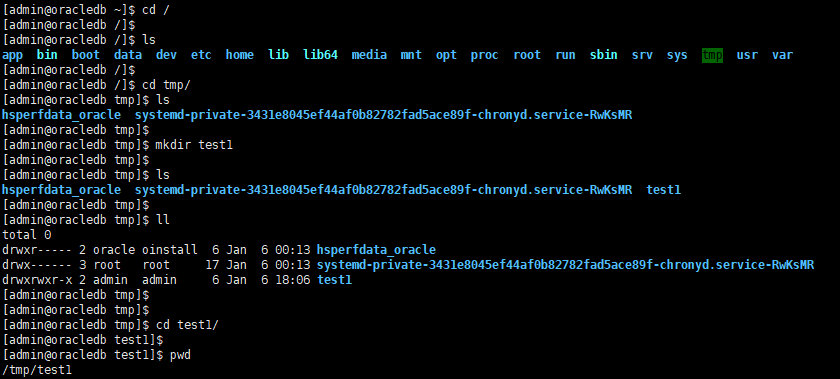 [admin@oracledb ~]$ cd /
[admin@oracledb /]$
[admin@oracledb /]$ ls
app bin boot data dev etc home lib lib64 media mnt opt proc root run sbin srv sys tmp usr var
[admin@oracledb /]$
[admin@oracledb /]$ cd tmp/
[admin@oracledb tmp]$ ls
hsperfdata_oracle systemd-private-3431e8045ef44af0b82782fad5ace89f-chronyd.service-RwKsMR
[admin@oracledb tmp]$
[admin@oracledb tmp]$ mkdir test1
[admin@oracledb tmp]$
[admin@oracledb tmp]$ ls
hsperfdata_oracle systemd-private-3431e8045ef44af0b82782fad5ace89f-chronyd.service-RwKsMR test1
[admin@oracledb tmp]$
[admin@oracledb tmp]$ ll
total 0
drwxr----- 2 oracle oinstall 6 Jan 6 00:13 hsperfdata_oracle
drwx------ 3 root root 17 Jan 6 00:13 systemd-private-3431e8045ef44af0b82782fad5ace89f-chronyd.service-RwKsMR
drwxrwxr-x 2 admin admin 6 Jan 6 18:06 test1
[admin@oracledb tmp]$
[admin@oracledb tmp]$
[admin@oracledb tmp]$ cd test1/
[admin@oracledb test1]$
[admin@oracledb test1]$ pwd
/tmp/test1